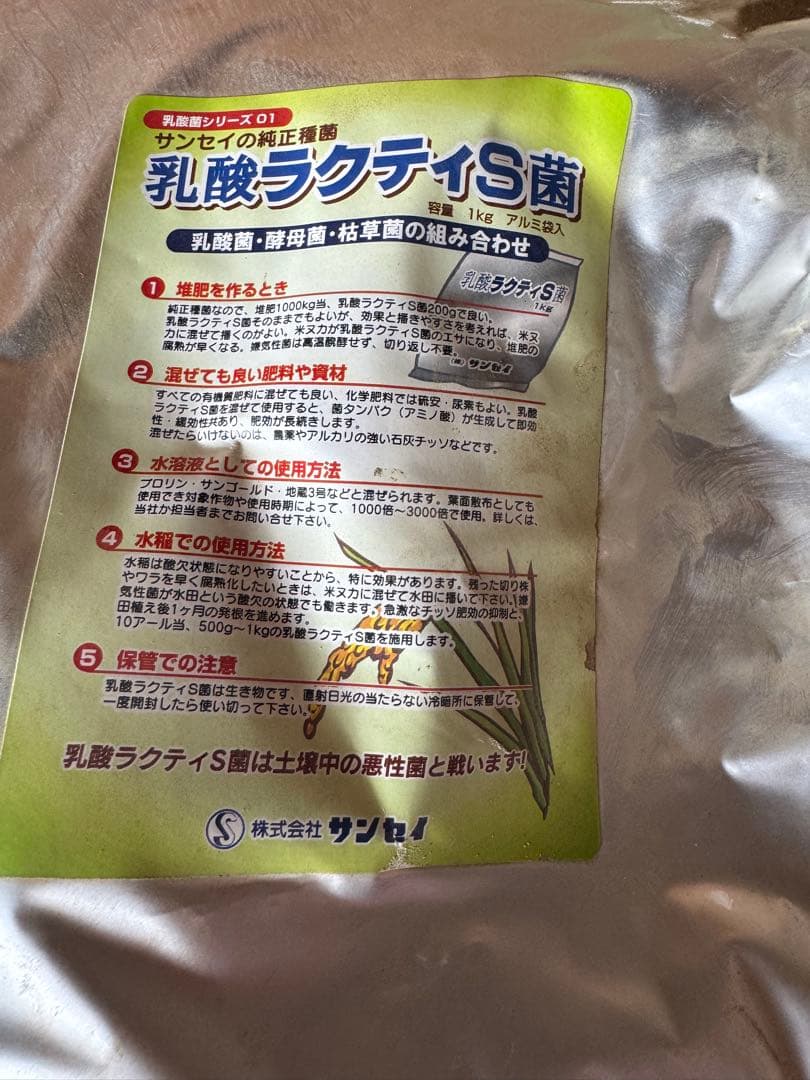 乳酸菌シリーズ 01
サンセイの純正種菌
乳酸ラクティS菌
容量 1kg アルミ袋入
乳酸菌・酵母菌・枯草菌の組み合わせ
乳酸ラクティS菌
1kg
(株) サンセイ
1 堆肥を作るとき
純正種菌なので、堆肥1000kg当、乳酸ラクティS菌200gで良い。
乳酸ラクティS菌そのままでもよいが、効果と播きやすさを考えれば、米ヌ
カに混ぜて播くのがよい。米ヌカが乳酸ラクティS菌のエサになり、堆肥の
腐熟が早くなる。嫌気性菌は高温醗酵せず、切り返し不要。
2 混ぜても良い肥料や資材
すべての有機質肥料に混ぜても良い、化学肥料では硫安・尿素もよい。乳酸
ラクティS菌を混ぜて使用すると、菌タンパク（アミノ酸）が生成して即効
性・緩効性共あり、肥効が長続きします。
混ぜたらいけないのは、農薬やアルカリの強い石灰チッソなどです。
3 水溶液としての使用方法
プロリン・サンゴールド・地蔵3号などと混ぜられます。葉面散布としても
使用でき対象作物や使用時期によって、1000倍～3000倍で使用。詳しくは、
当社か担当者までお問い合せ下さい。
4 水稲での使用方法
水稲は酸欠状態になりやすいことから、特に効果があります。残った切り株
やワラを早く腐熟化したいときは、米ヌカに混ぜて水田に播いて下さい。嫌
気性菌が水田という酸欠の状態でも働きます。急激なチッソ肥効の抑制と、
田植え後1ヶ月の発根を進めます。
10アール当、500g～1kgの乳酸ラクティS菌を施用します。
5 保管での注意
乳酸ラクティS菌は生き物です、直射日光の当たらない冷暗所に保管して、
一度開封したら使い切って下さい。
乳酸ラクティS菌は土壌中の悪性菌と戦います!
株式会社 サンセイ